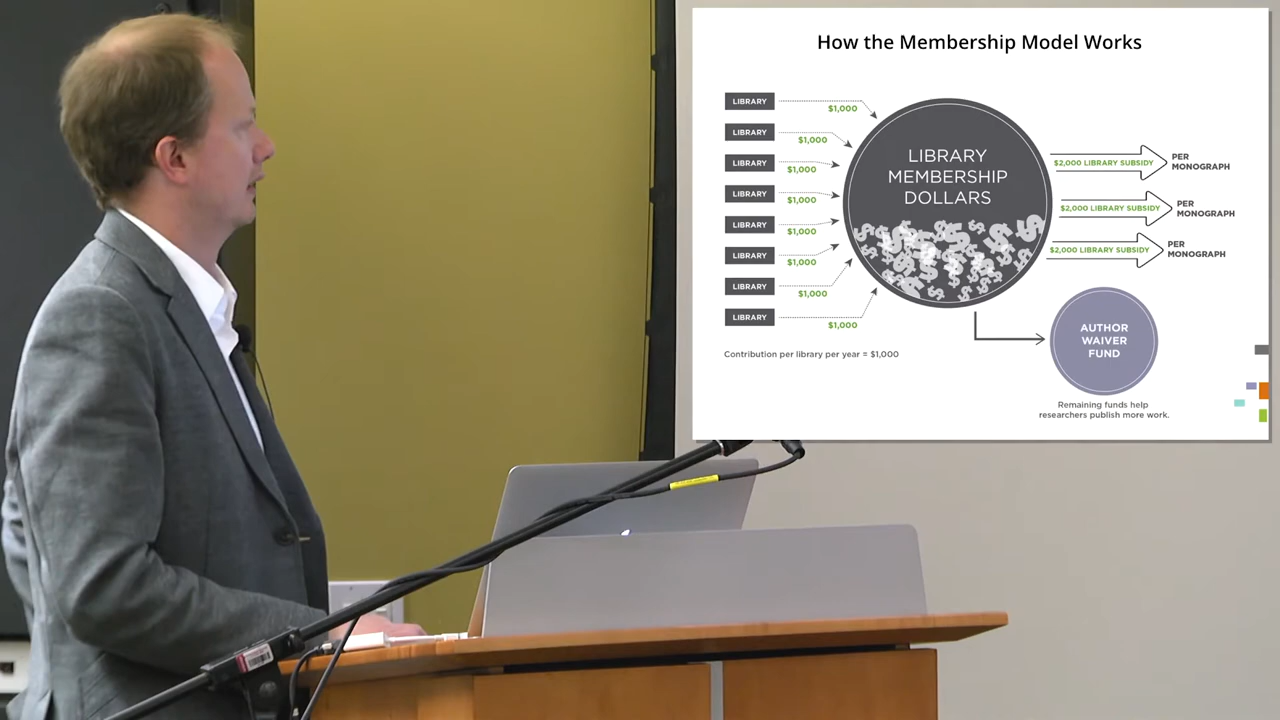 How the Membership Model Works
LIBRARY
$1,000
LIBRARY
$1,000
LIBRARY
$1,000
LIBRARY
$1,000
LIBRARY
$1,000
LIBRARY
$1,000
LIBRARY
$1,000
LIBRARY
$1,000
Contribution per library per year = $1,000
LIBRARY
MEMBERSHIP
DOLLARS
$2,000 LIBRARY SUBSIDY
PER
MONOGRAPH
$2,000 LIBRARY SUBSIDY
PER
MONOGRAPH
$2,000 LIBRARY SUBSIDY
PER
MONOGRAPH
AUTHOR
WAIVER
FUND
Remaining funds help
researchers publish more work.